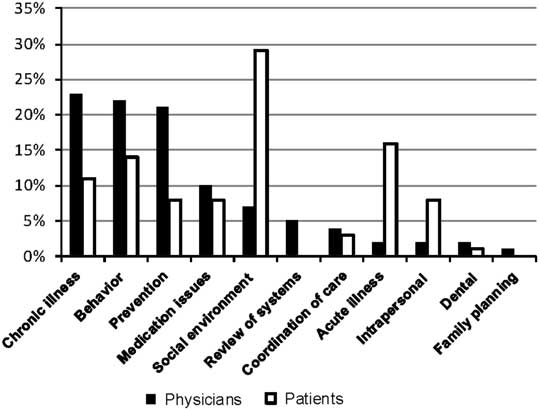 35%
30%
25%
20%
15%
10%
5%
0%
Chronic illness
Behavior
Prevention
Medication issues
Social environment
Review of systems
Coordination of care
Acute illness
Intrapersonal
Dental
Family planning
Physicians Patients